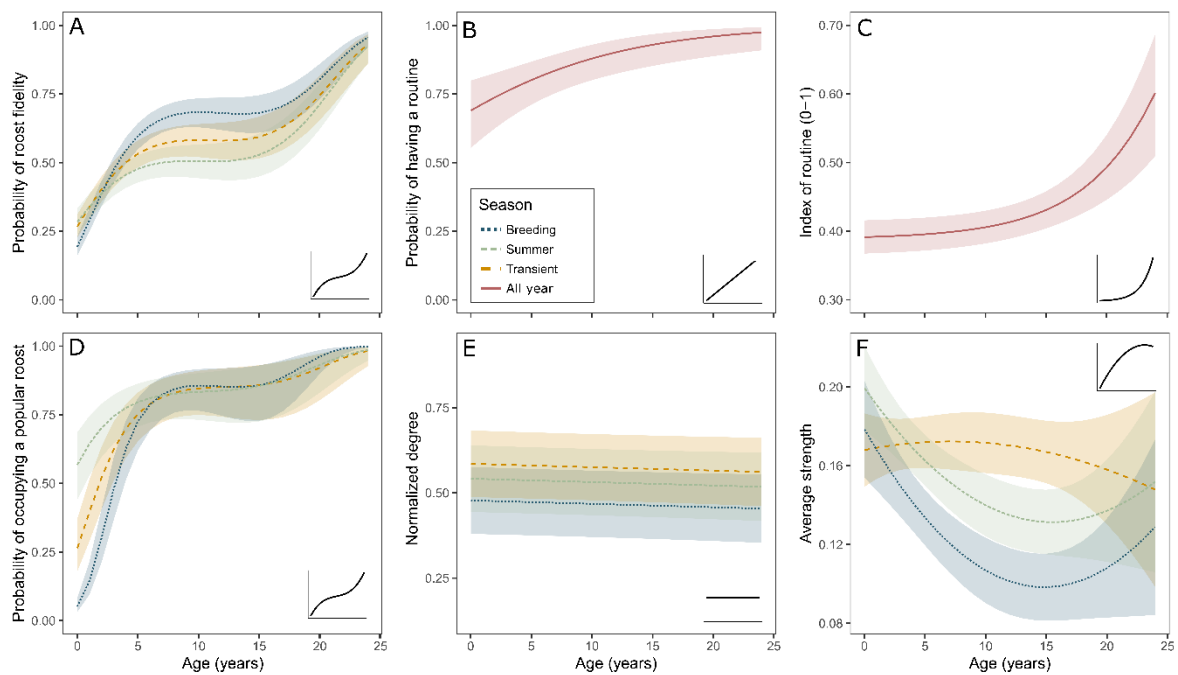 A
Probability of roost fidelity
1.00
0.75
0.50
0.25
0.00
B
Probability of having a routine
1.00
0.75
0.50
0.25
0.00
Season
Breeding
Summer
Transient
All year
C
Index of routine (0−1)
0.60
0.50
0.40
0.30
D
Probability of occupying a popular roost
1.00
0.75
0.50
0.25
0.00
0 5 10 15 20 25
Age (years)
E
Normalized degree
0.75
0.50
0.25
0 5 10 15 20 25
Age (years)
F
Average strength
0.20
0.16
0.12
0.08
0 5 10 15 20 25
Age (years)